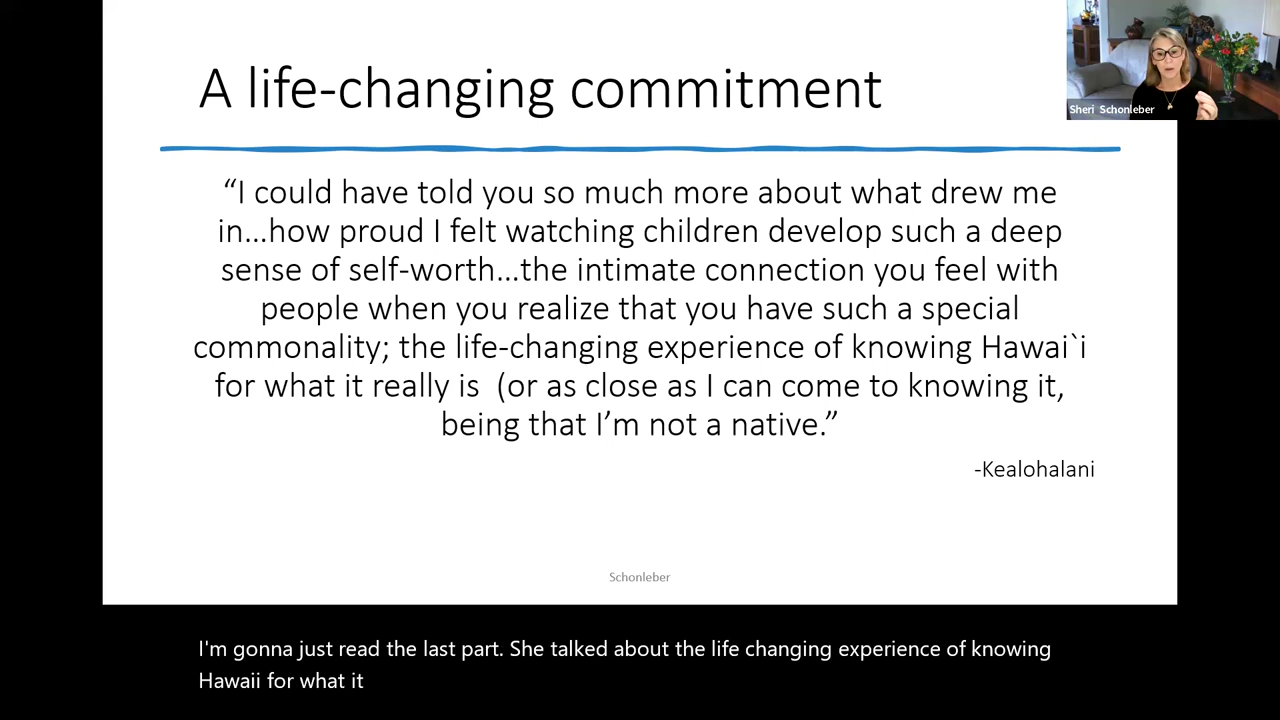 A life-changing commitment
Sheri Schonleber
“I could have told you so much more about what drew me
in…how proud I felt watching children develop such a deep
sense of self-worth…the intimate connection you feel with
people when you realize that you have such a special
commonality; the life-changing experience of knowing Hawai`i
for what it really is  (or as close as I can come to knowing it,
being that I’m not a native.”
-Kealohalani
Schonleber
I'm gonna just read the last part. She talked about the life changing experience of knowing
Hawaii for what it